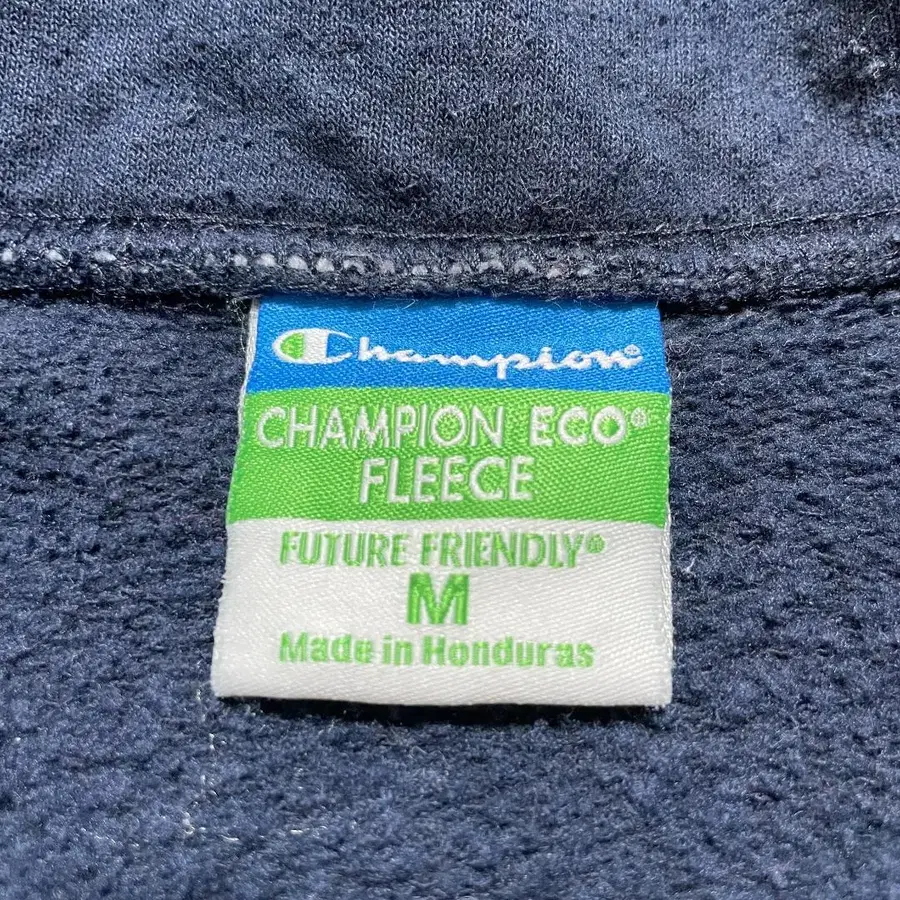 Champion®
CHAMPION ECO®
FLEECE
FUTURE FRIENDLY®
M
Made in Honduras